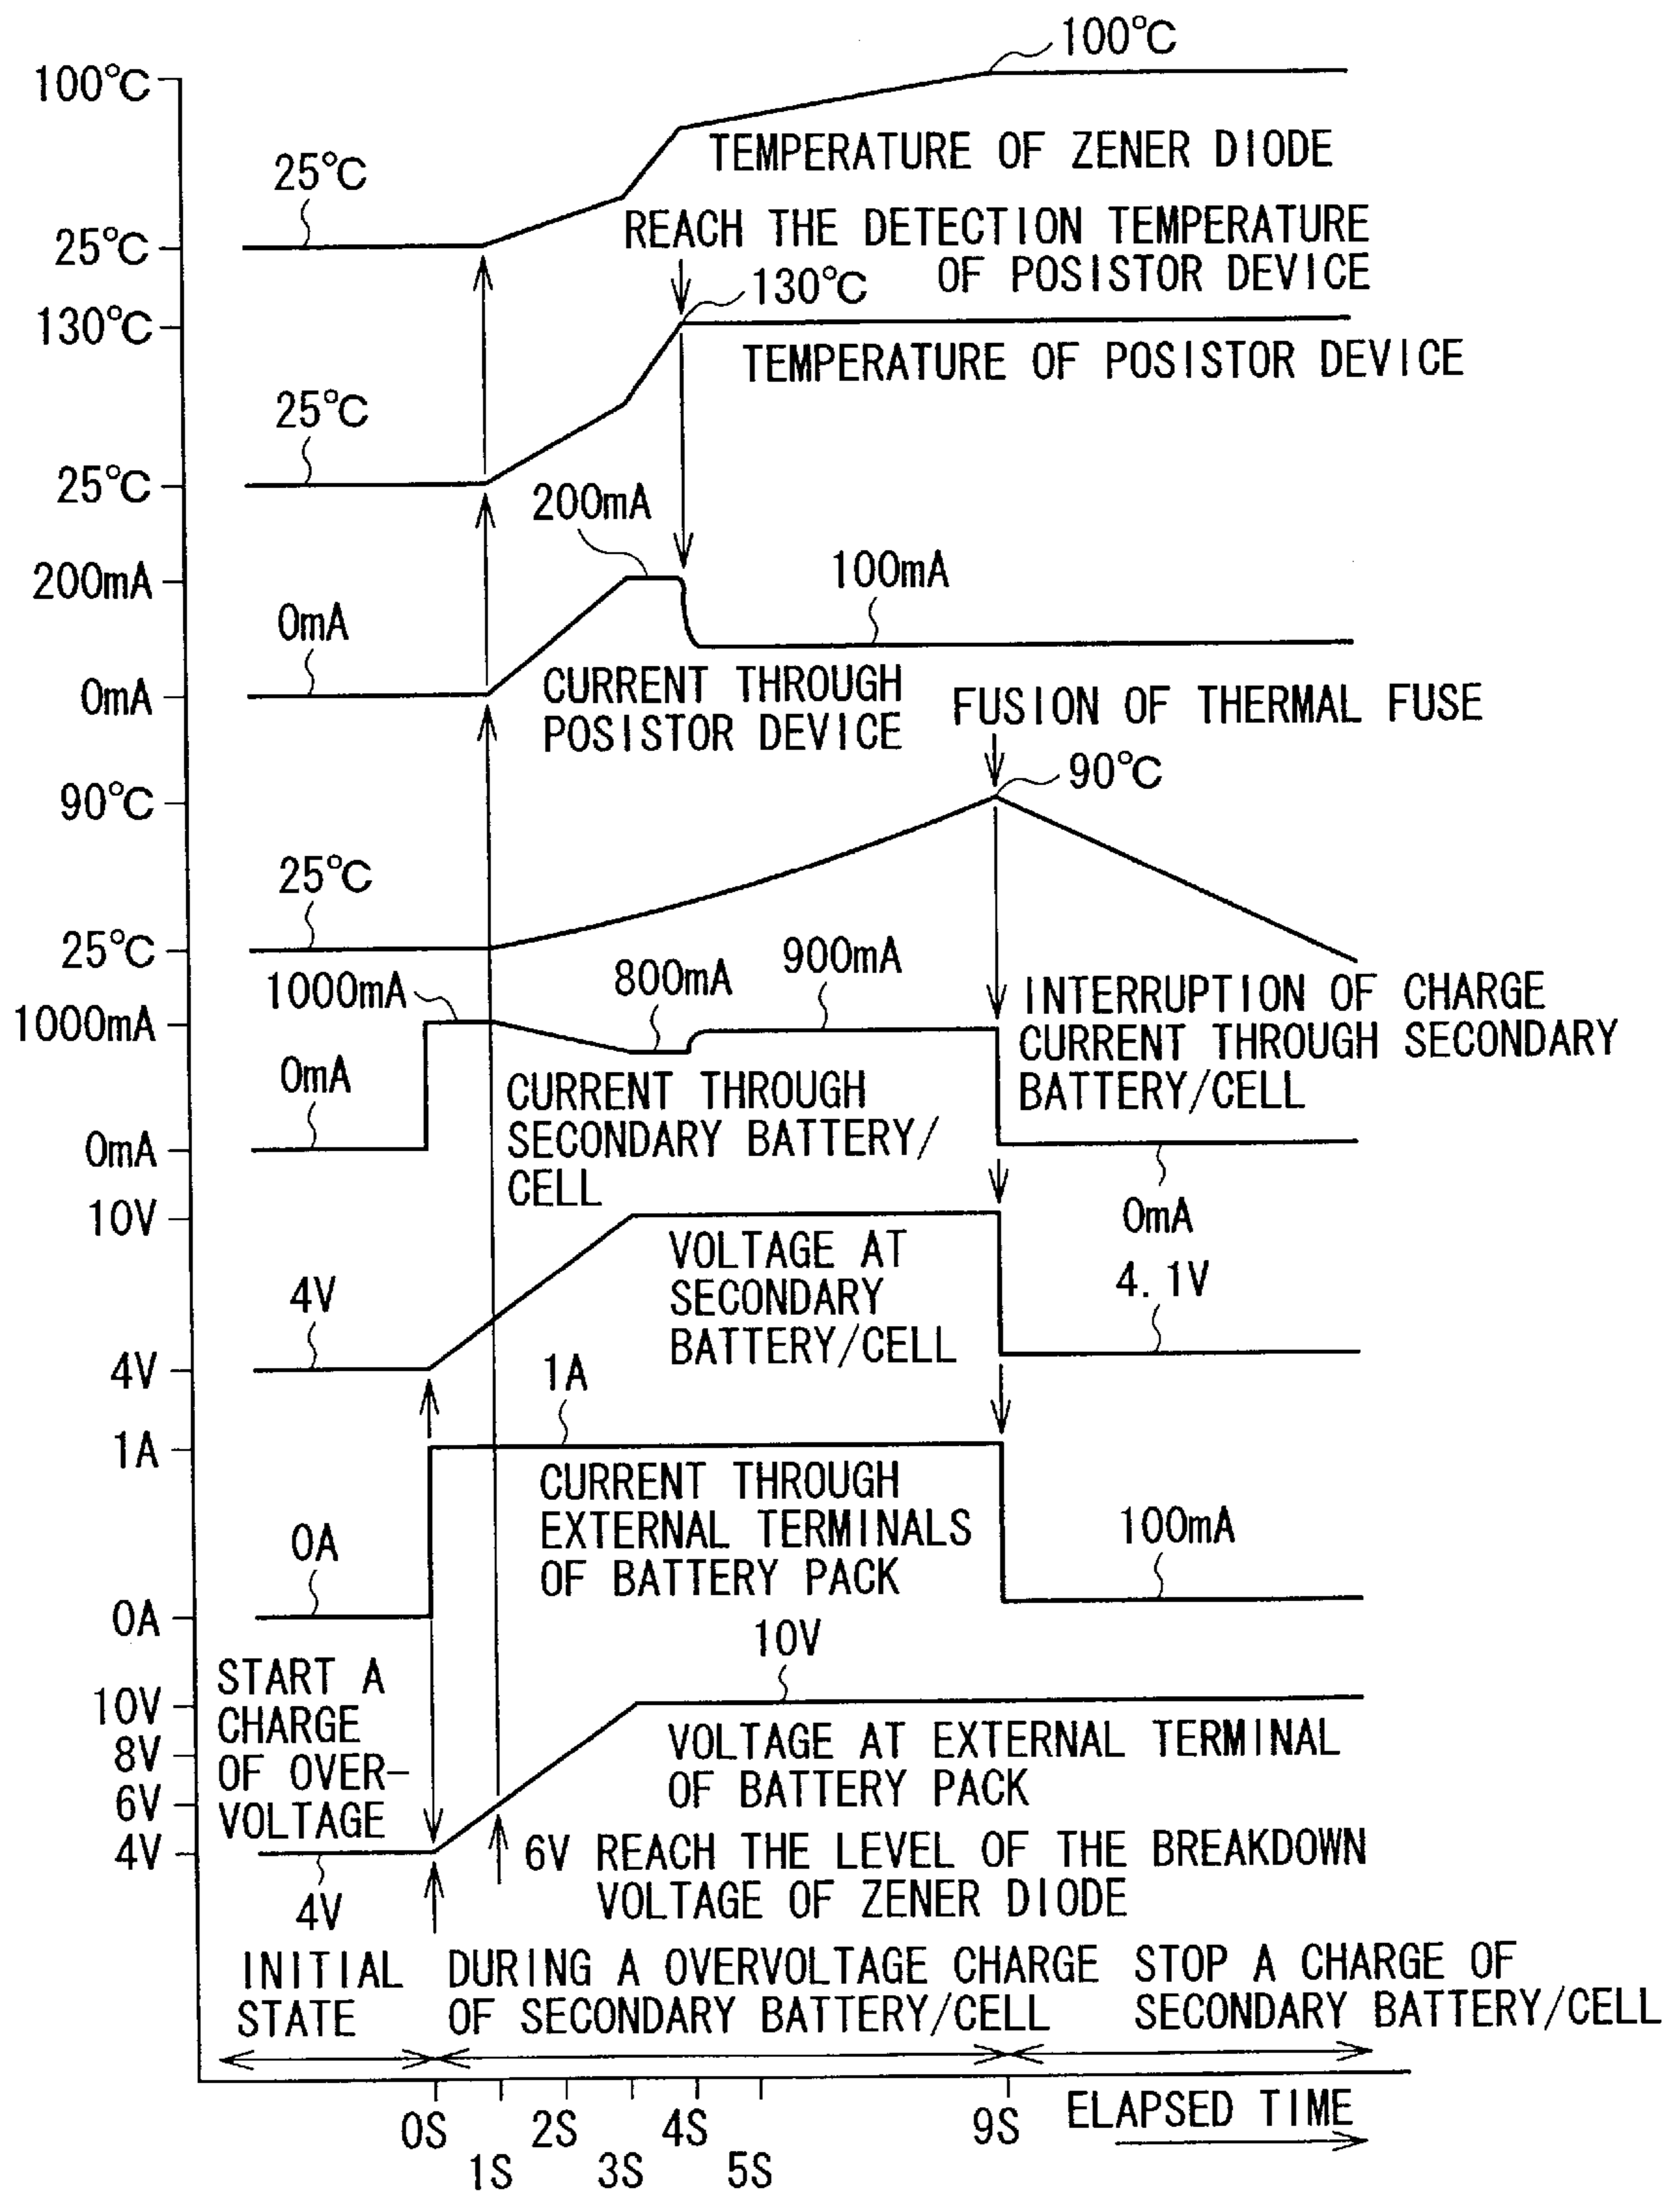 100°C
100°C
TEMPERATURE OF ZENER DIODE
25°C
25°C
REACH THE DETECTION TEMPERATURE
OF POSISTOR DEVICE
130°C
130°C
TEMPERATURE OF POSISTOR DEVICE
25°C
25°C
200mA
200mA
100mA
0mA
0mA
CURRENT THROUGH
POSISTOR DEVICE
FUSION OF THERMAL FUSE
90°C
90°C
25°C
25°C
1000mA
1000mA
800mA
900mA
INTERRUPTION OF CHARGE
CURRENT THROUGH SECONDARY
BATTERY/CELL
0mA
0mA
CURRENT THROUGH
SECONDARY BATTERY/
CELL
0mA
10V
VOLTAGE AT
SECONDARY
BATTERY/CELL
4.1V
4V
4V
1A
1A
CURRENT THROUGH
EXTERNAL TERMINALS
OF BATTERY PACK
100mA
0A
0A
START A
CHARGE
OF OVER-
VOLTAGE
10V
10V
8V
6V
4V
VOLTAGE AT EXTERNAL TERMINAL
OF BATTERY PACK
6V REACH THE LEVEL OF THE BREAKDOWN
VOLTAGE OF ZENER DIODE
4V
INITIAL
STATE
DURING A OVERVOLTAGE CHARGE
OF SECONDARY BATTERY/CELL
STOP A CHARGE OF
SECONDARY BATTERY/CELL
0S
1S
2S
3S
4S
5S
9S
ELAPSED TIME